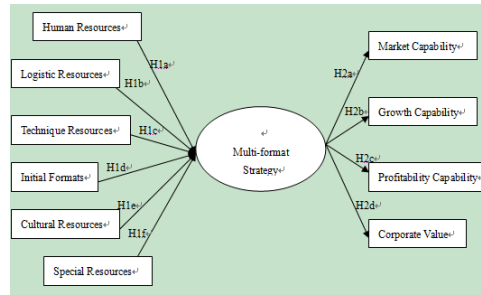 Human Resources
Market Capability
H1a
Logistic Resources
H2a
H1b
H2b
Growth Capability
Technique Resources
H1c
Multi-format
Strategy
H2c
Initial Formats
H1d
Profitability Capability
H1e
H2d
Cultural Resources
H1f
Corporate Value
Special Resources